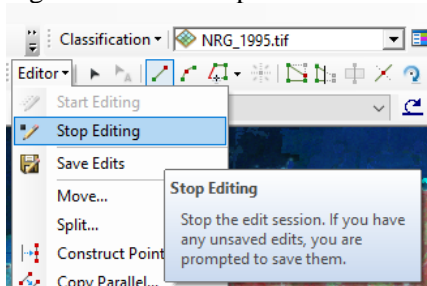 Classification NRG_1995.tif
Editor
Start Editing
Stop Editing
Save Edits
Move...
Split...
Construct Point
Copy Parallel...
Stop Editing
Stop the edit session. If you have
any unsaved edits, you are
prompted to save them.